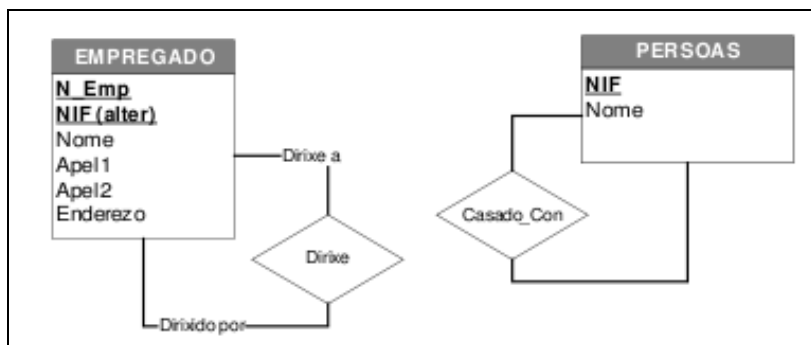 EMPREGADO
N_Emp
NIF (alter)
Nome
Apel1
Apel2
Enderezo
Dirixe a
Dirixe
Dirixido por
PERSOAS
NIF
Nome
Casado_Con